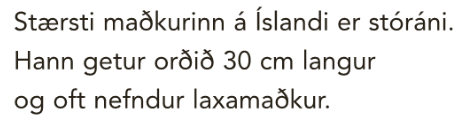 Stærsti maðkurinn á Íslandi er stóráni.
Hann getur orðið 30 cm langur
og oft nefndur laxamaðkur.